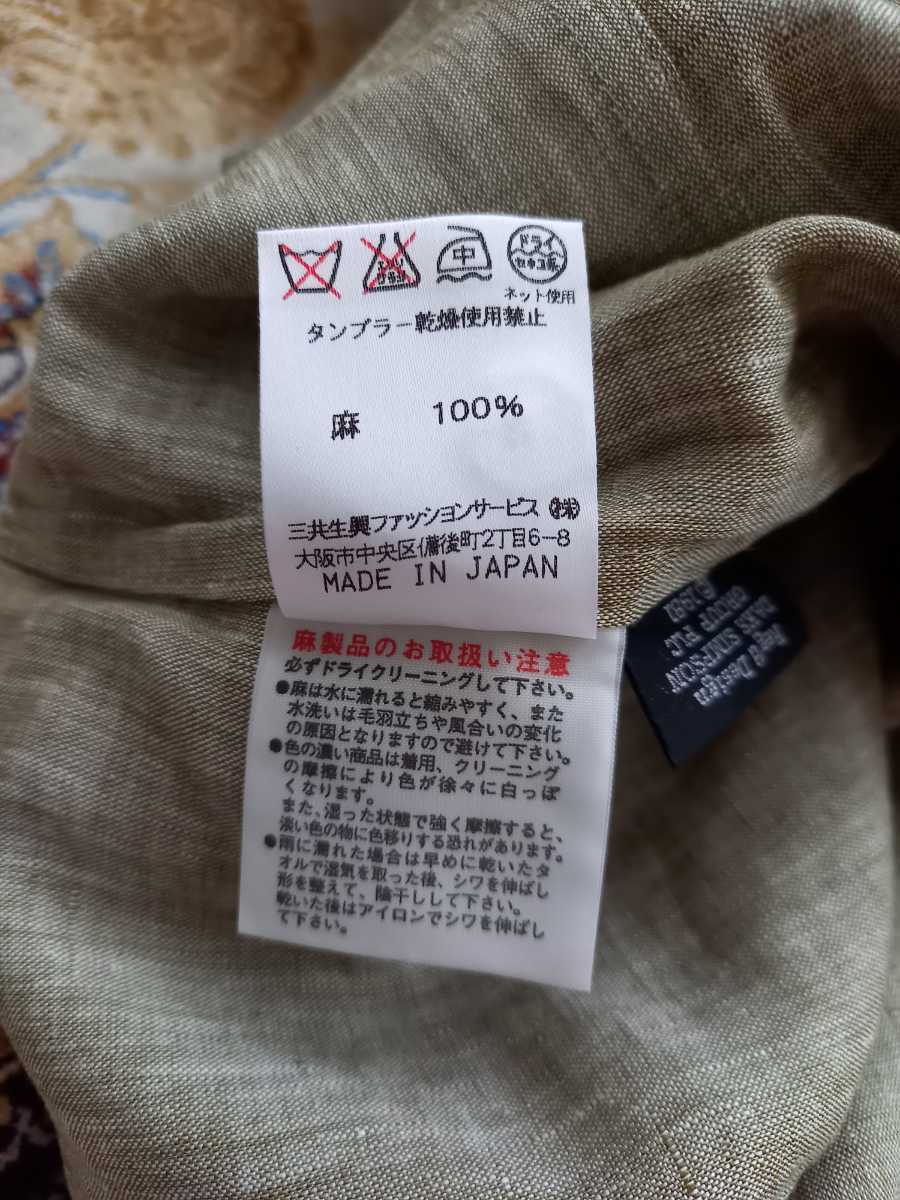 中
ドライ
セキユ系
エンソ
サラシ
ネット使用
タンブラー乾燥使用禁止
麻 100%
三共生興ファッションサービス ㈱
大阪市中央区備後町2丁目6-8
MADE IN JAPAN
麻製品のお取扱い注意
必ずドライクリーニングして下さい。
●麻は水に濡れると縮みやすく、また
水洗いは毛羽立ちや風合いの変化
の原因となりますので避けて下さい。
●色の濃い商品は着用、クリーニング
の摩擦により色が徐々に白っぽ
くなります。
また、湿った状態で強く摩擦すると、
淡い色の物に色移りする恐れがあります。
●雨に濡れた場合は早めに乾いたタ
オルで湿気を取った後、シワを伸ばし
形を整えて、陰干しして下さい。
乾いた後はアイロンでシワを伸ばし
て下さい。
DAKS SIMPSON
GROUP PLC